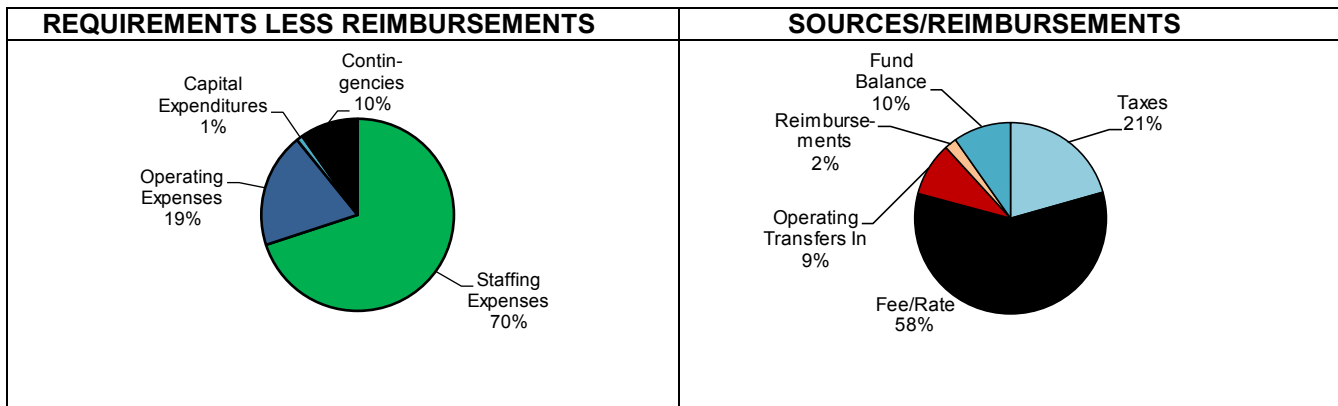 REQUIREMENTS LESS REIMBURSEMENTS
Contin-
gencies
10%
Capital
Expenditures
1%
Operating
Expenses
19%
Staffing
Expenses
70%
SOURCES/REIMBURSEMENTS
Fund
Balance
10%
Taxes
21%
Reimburse-
ments
2%
Operating
Transfers In
9%
Fee/Rate
58%